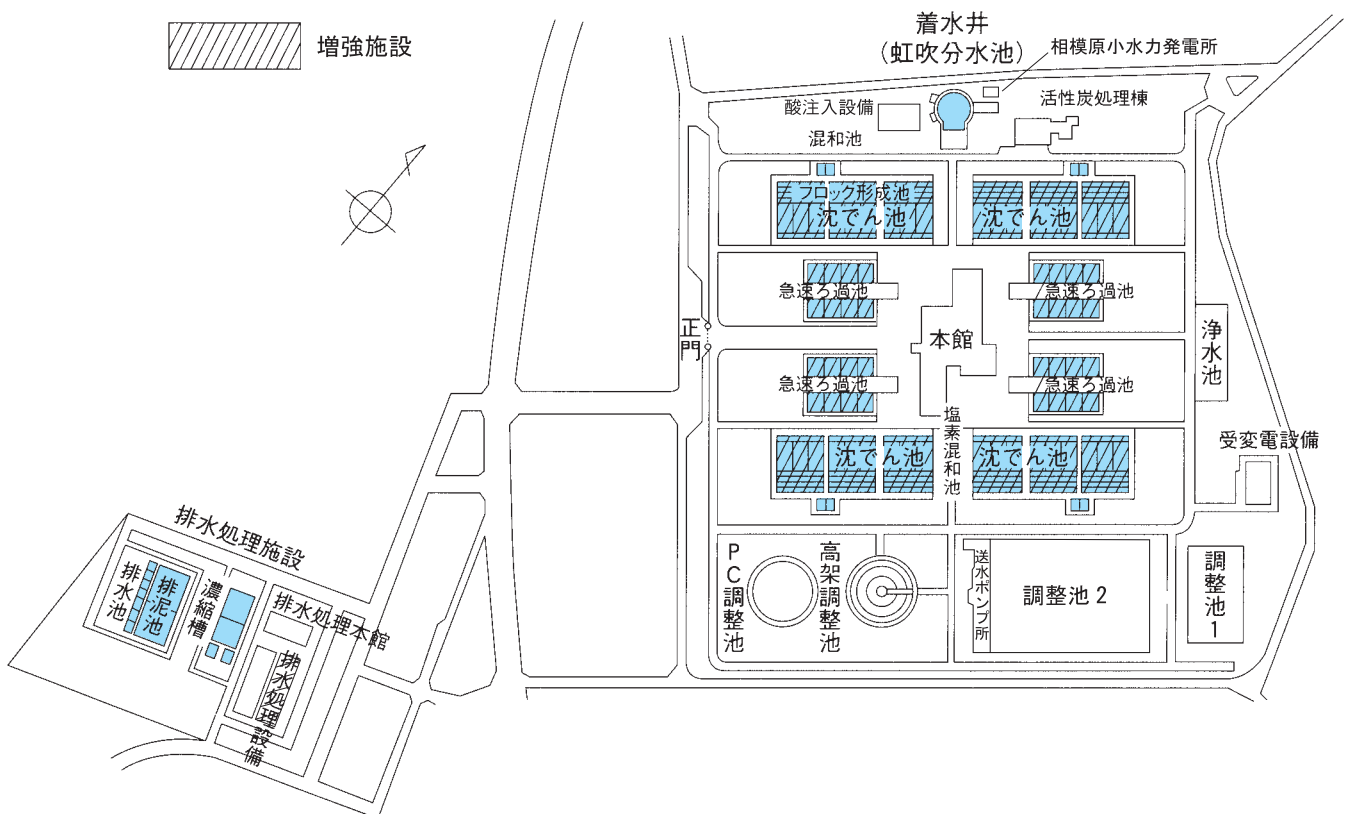 増強施設
着水井
(虹吹分水池)
相模原小水力発電所
酸注入設備
活性炭処理棟
混和池
フロック形成池
沈でん池
沈でん池
急速ろ過池
急速ろ過池
正門
本館
浄水池
急速ろ過池
急速ろ過池
塩素混和池
受変電設備
沈でん池
沈でん池
排水処理施設
排水池
排泥池
濃縮槽
排水処理本館
排水処理設備
PC調整池
高架調整池
送水ポンプ所
調整池2
調整池1